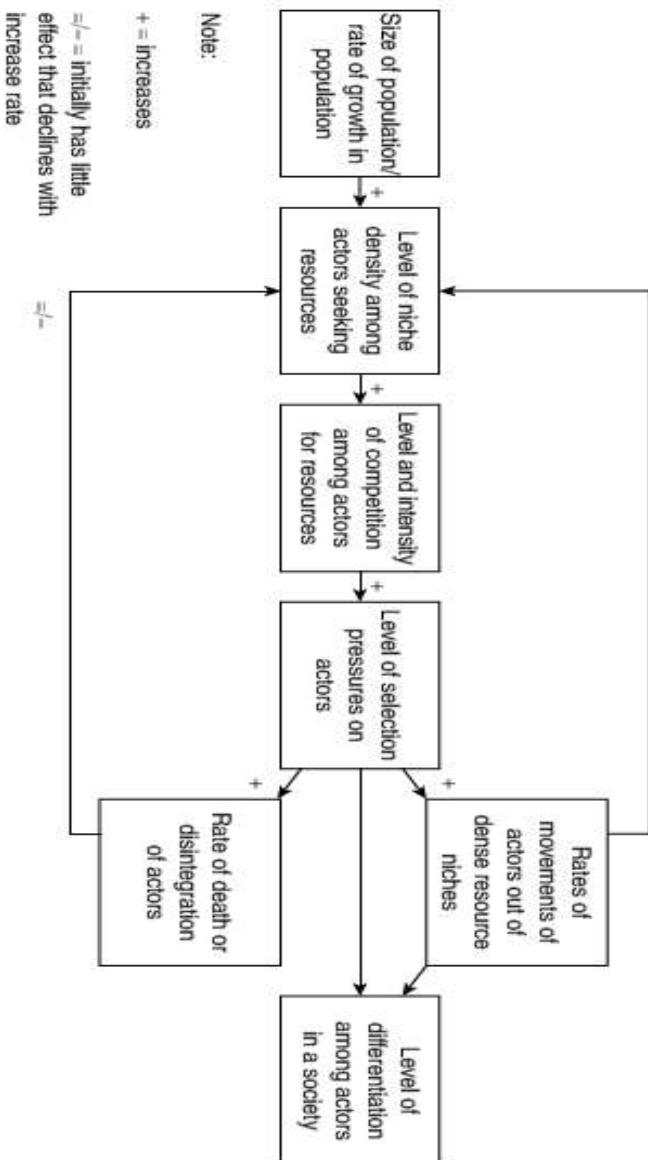 Size of population/
rate of growth in
population
+
Level of niche
density among
actors seeking
resources
+
Level and intensity
of competition
among actors
for resources
+
Level of selection
pressures on
actors
+
Rates of
movements of
actors out of
dense resource
niches
+
Rate of death or
disintegration
of actors
Level of
differentiation
among actors
in a society
=/–
Note:
+ = increases
=/– = initially has little
effect that declines with
increase rate